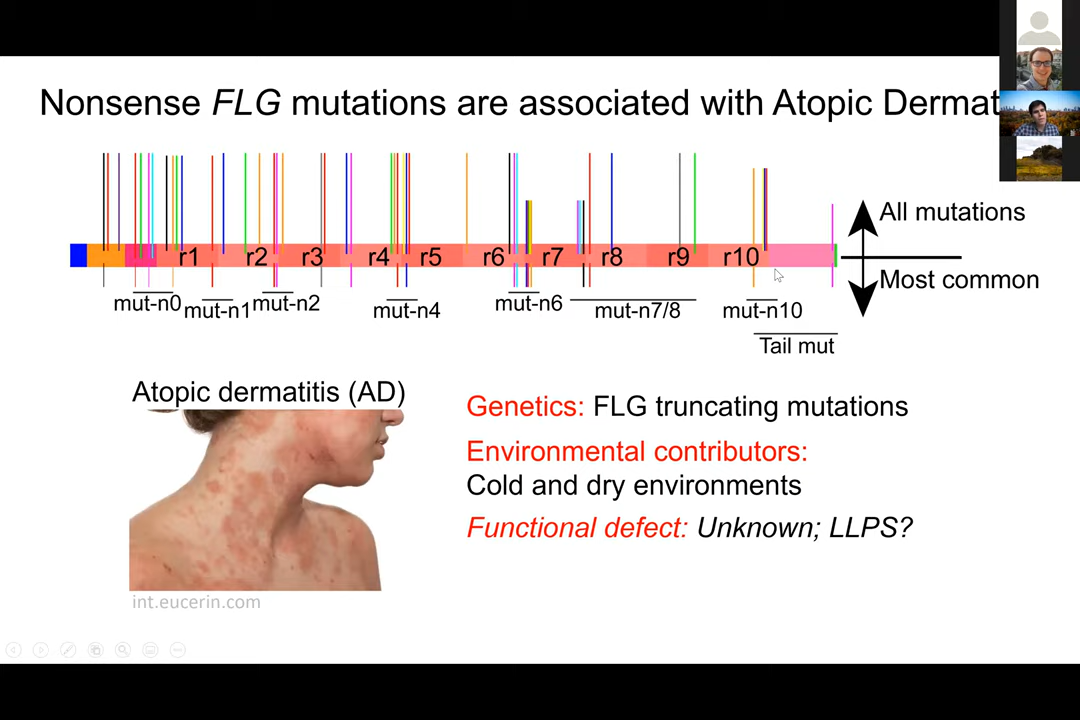 Nonsense FLG mutations are associated with Atopic Dermat
All mutations
r1 r2 r3 r4 r5 r6 r7 r8 r9 r10
Most common
mut-n0 mut-n1 mut-n2 mut-n4 mut-n6 mut-n7/8 mut-n10
Tail mut
Atopic dermatitis (AD)
Genetics: FLG truncating mutations
Environmental contributors:
Cold and dry environments
Functional defect: Unknown; LLPS?
int.eucerin.com